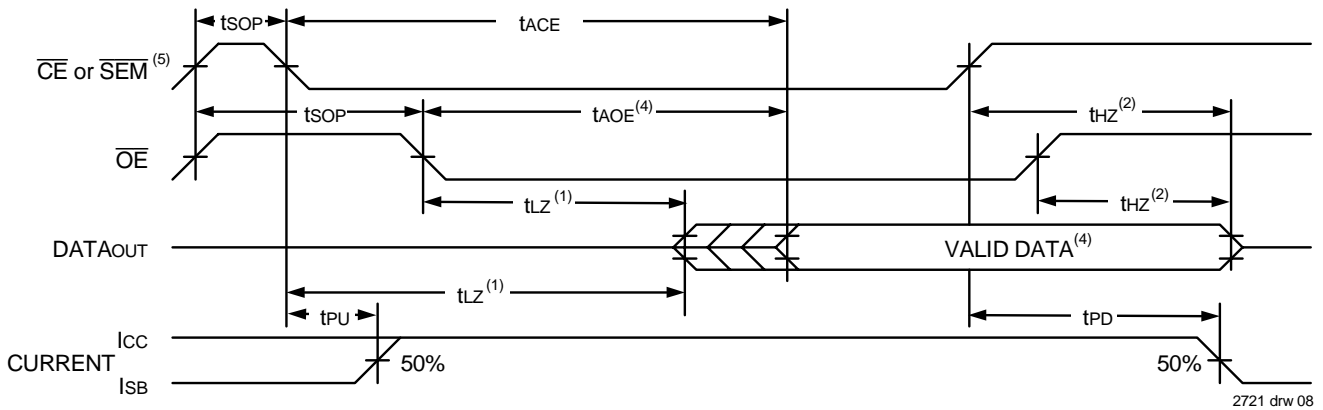 tSOP
tACE
CE or SEM (5)
tSOP
tAOE(4)
tHZ(2)
OE
tLZ(1)
tHZ(2)
DATAOUT
VALID DATA(4)
tLZ(1)
tPU
tPD
ICC
CURRENT
50%
50%
ISB
2721 drw 08